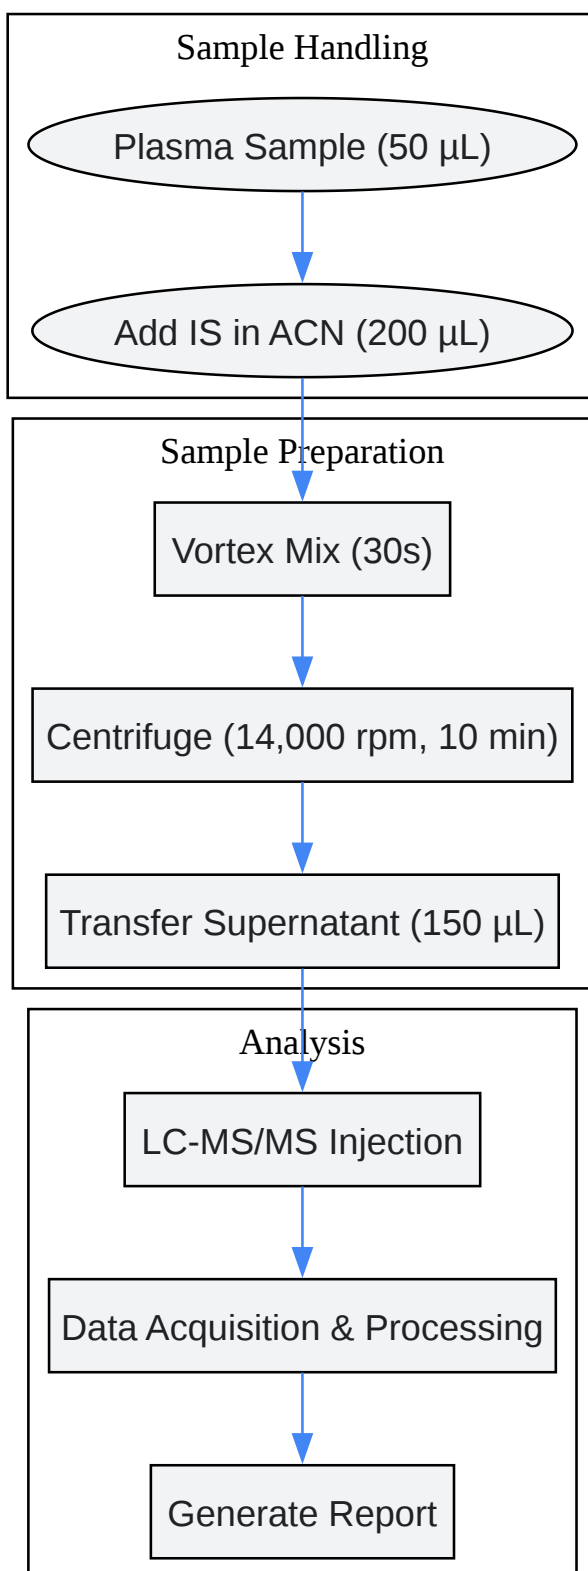 Sample Handling
Plasma Sample (50 µL)
Add IS in ACN (200 µL)
Sample Preparation
Vortex Mix (30s)
Centrifuge (14,000 rpm, 10 min)
Transfer Supernatant (150 µL)
Analysis
LC-MS/MS Injection
Data Acquisition & Processing
Generate Report